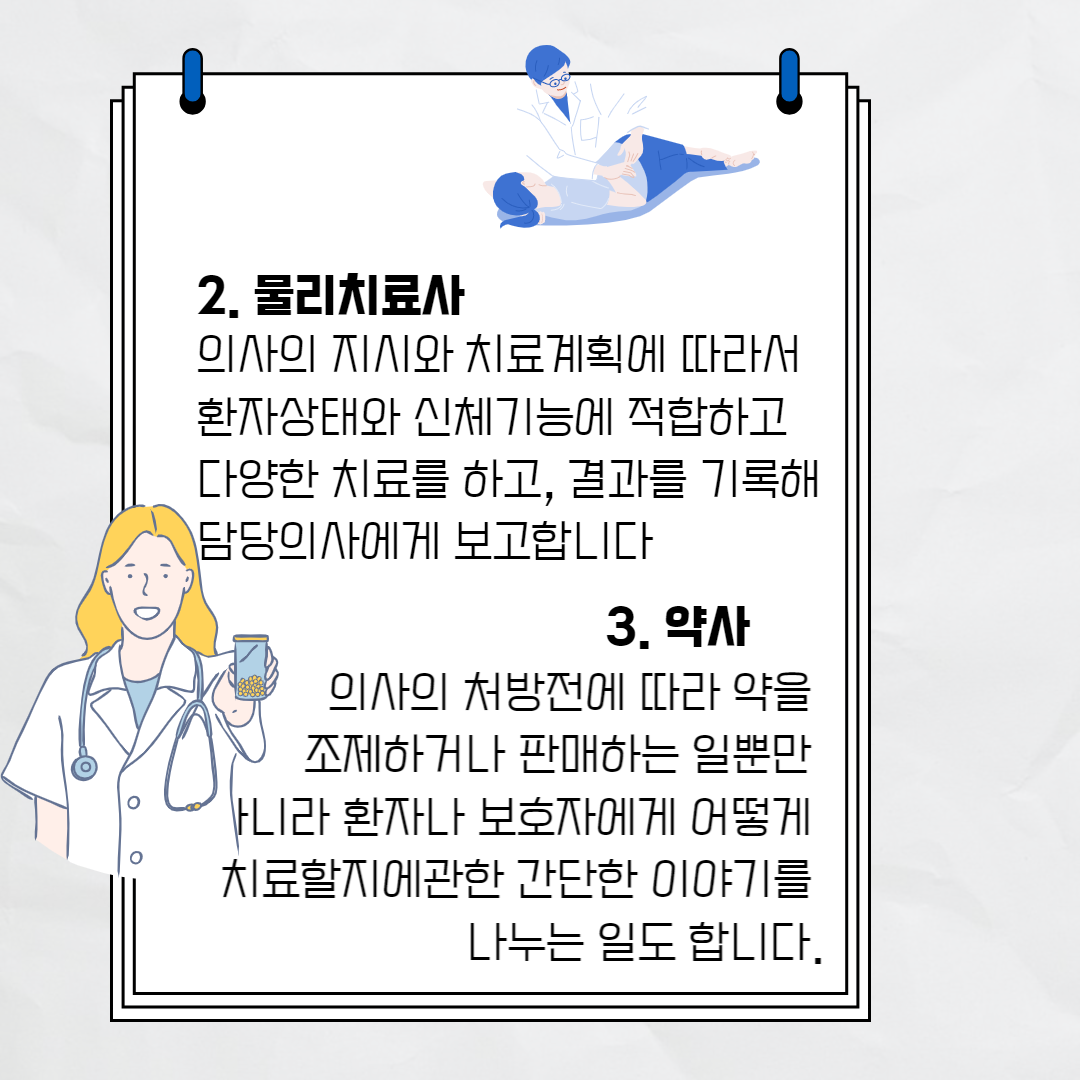 2. 물리치료사
의사의 지시와 치료계획에 따라서
환자상태와 신체기능에 적합하고
다양한 치료를 하고, 결과를 기록해
담당의사에게 보고합니다
3. 약사
의사의 처방전에 따라 약을
조제하거나 판매하는 일뿐만
아니라 환자나 보호자에게 어떻게
치료할지에관한 간단한 이야기를
나누는 일도 합니다.